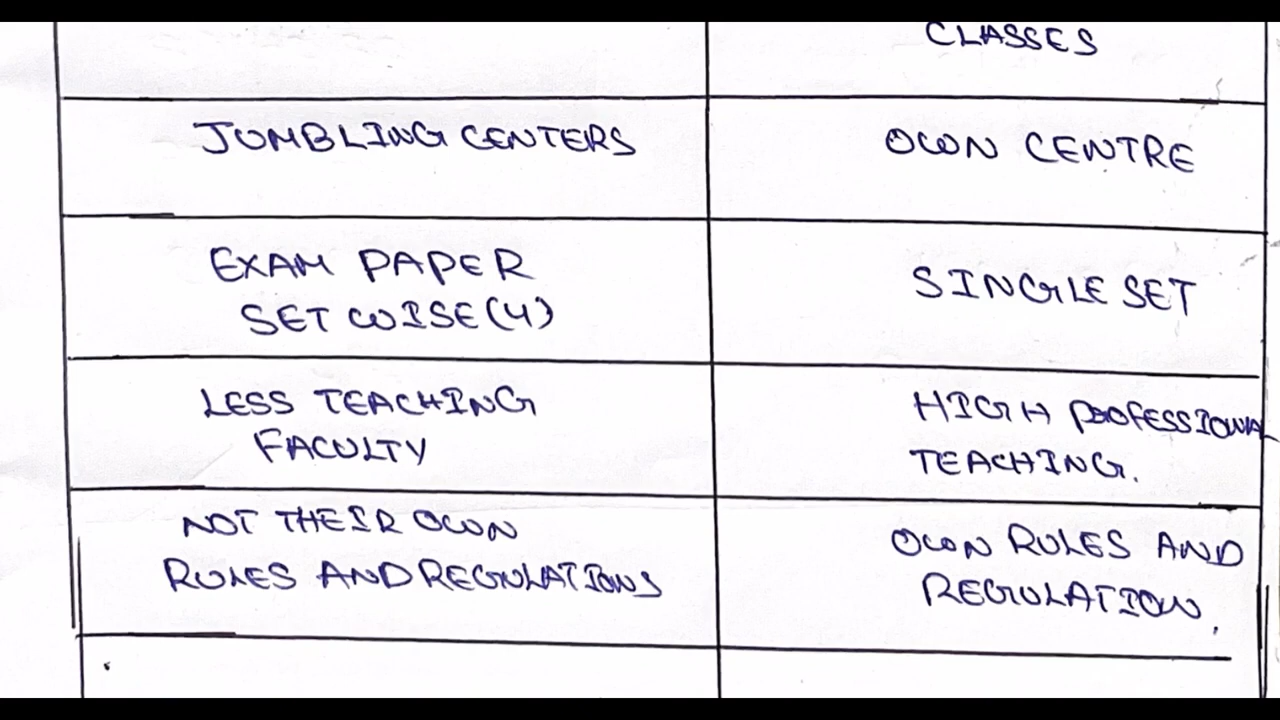 CLASSES
JUMBLING CENTERS
OWN CENTRE
EXAM PAPER
SET WISE (4)
SINGLE SET
LESS TEACHING
FACULTY
HIGH PROFESSIONAL
TEACHING.
NOT THEIR OWN
RULES AND REGULATIONS
OWN RULES AND
REGULATION.